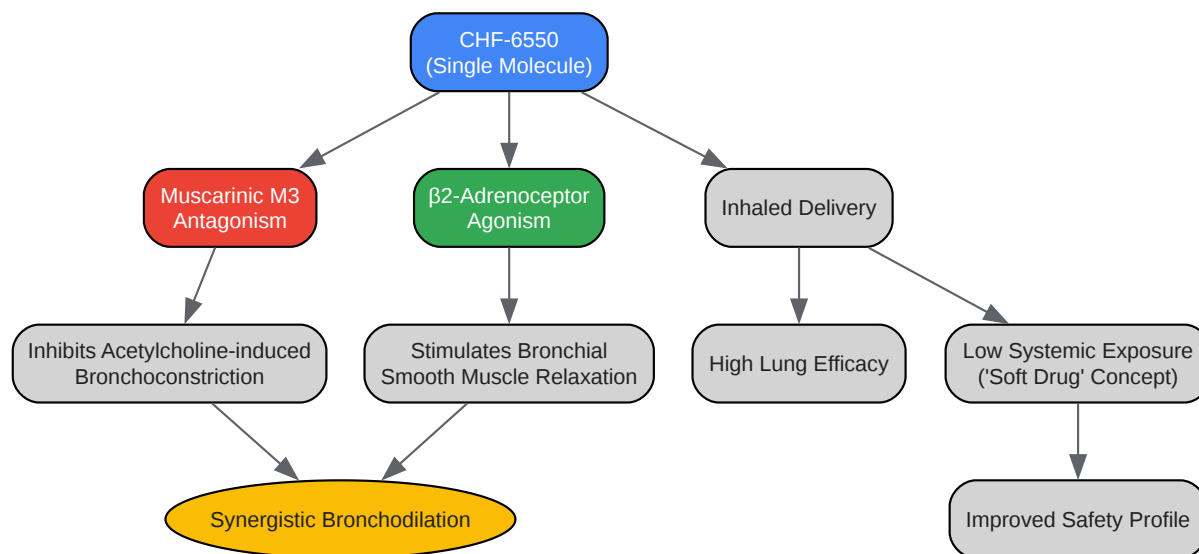 CHF-6550
(Single Molecule)
Muscarinic M3
Antagonism
β2-Adrenoceptor
Agonism
Inhaled Delivery
Inhibits Acetylcholine-induced
Bronchoconstriction
Stimulates Bronchial
Smooth Muscle Relaxation
High Lung Efficacy
Low Systemic Exposure
('Soft Drug' Concept)
Synergistic Bronchodilation
Improved Safety Profile